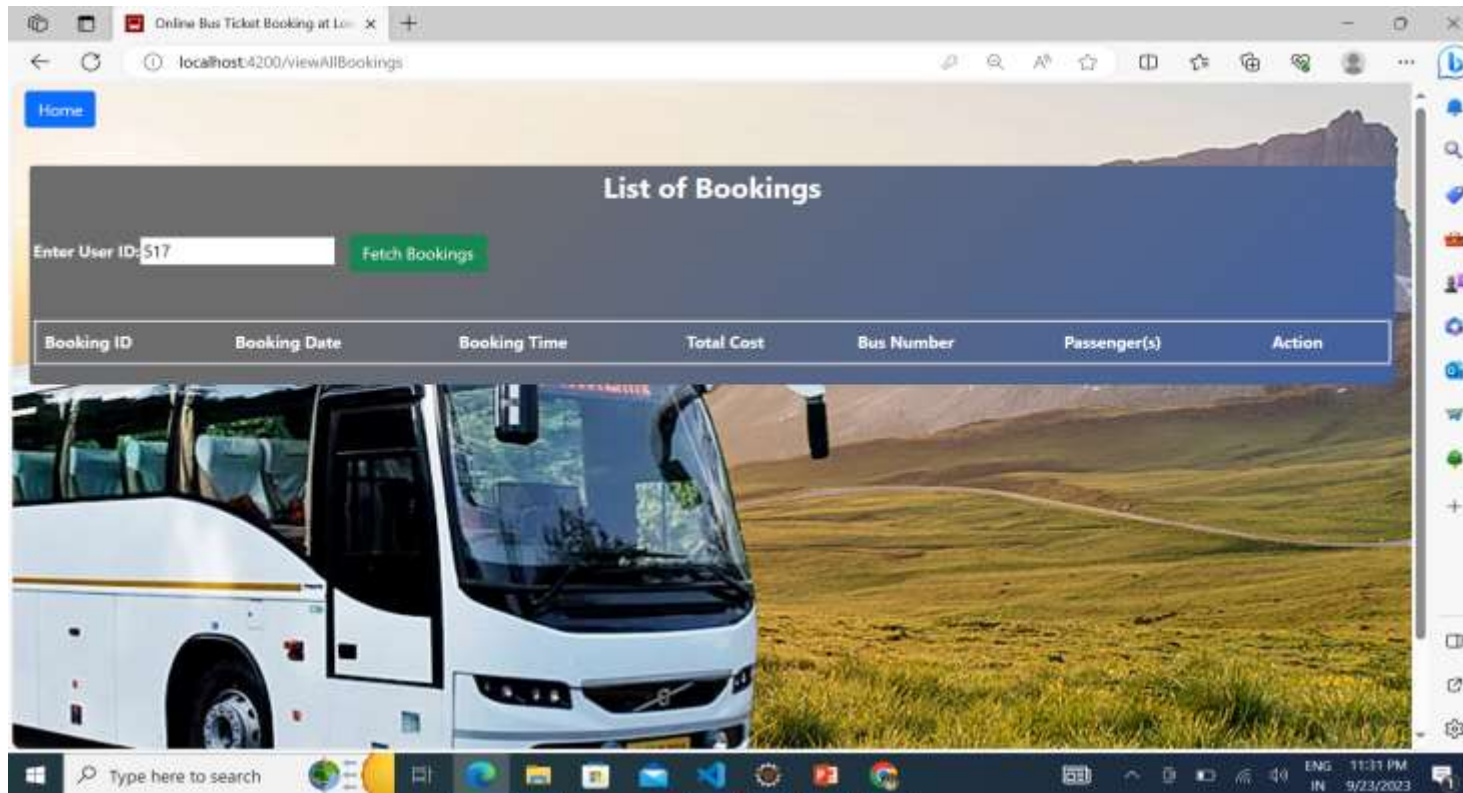 Online Bus Ticket Booking at Lo
localhost:4200/viewAllBookings
Home
List of Bookings
Enter User ID: 517
Fetch Bookings
Booking ID Booking Date Booking Time Total Cost Bus Number Passenger(s) Action
Type here to search
ENG 11:31 PM
IN 9/23/2023